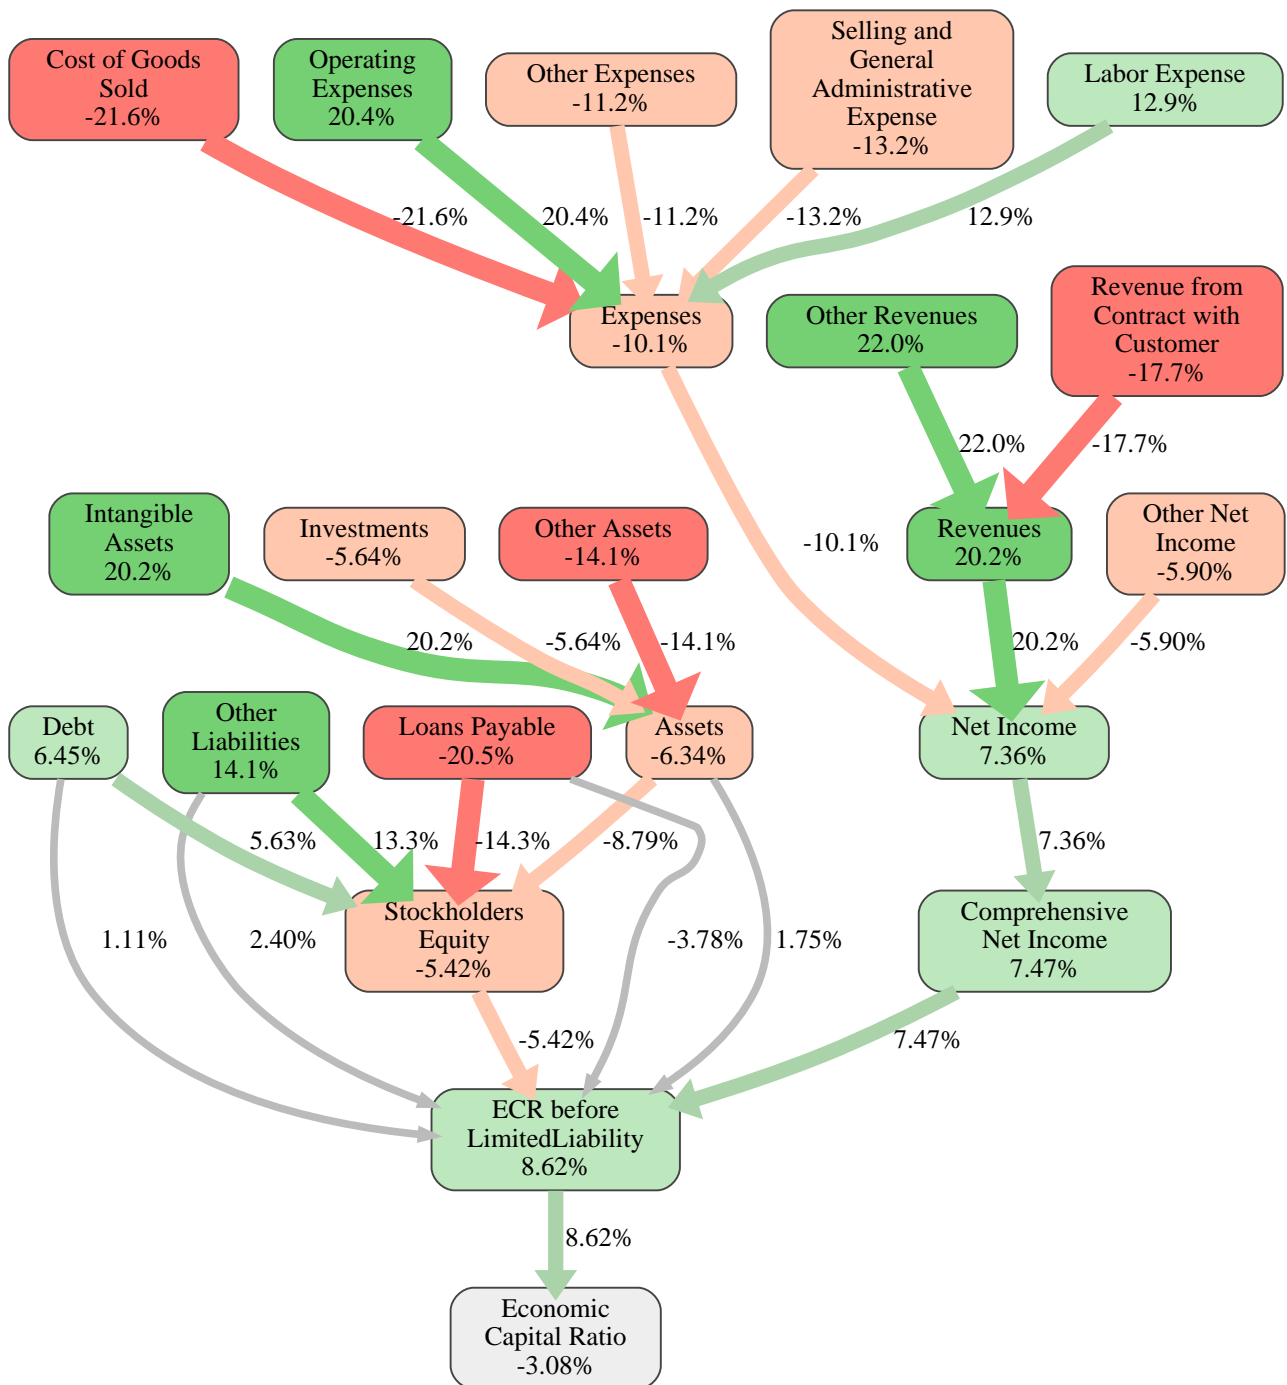 Cost of Goods
Sold
-21.6%
Operating
Expenses
20.4%
Other Expenses
-11.2%
Selling and
General
Administrative
Expense
-13.2%
Labor Expense
12.9%
-21.6%
20.4%
-11.2%
-13.2%
12.9%
Expenses
-10.1%
Other Revenues
22.0%
Revenue from
Contract with
Customer
-17.7%
22.0%
-17.7%
Intangible
Assets
20.2%
Investments
-5.64%
Other Assets
-14.1%
-10.1%
Revenues
20.2%
Other Net
Income
-5.90%
20.2%
-5.64%
-14.1%
20.2%
-5.90%
Debt
6.45%
Other
Liabilities
14.1%
Loans Payable
-20.5%
Assets
-6.34%
Net Income
7.36%
5.63%
13.3%
-14.3%
-8.79%
7.36%
1.11%
2.40%
Stockholders
Equity
-5.42%
-3.78%
1.75%
Comprehensive
Net Income
7.47%
-5.42%
7.47%
ECR before
LimitedLiability
8.62%
8.62%
Economic
Capital Ratio
-3.08%